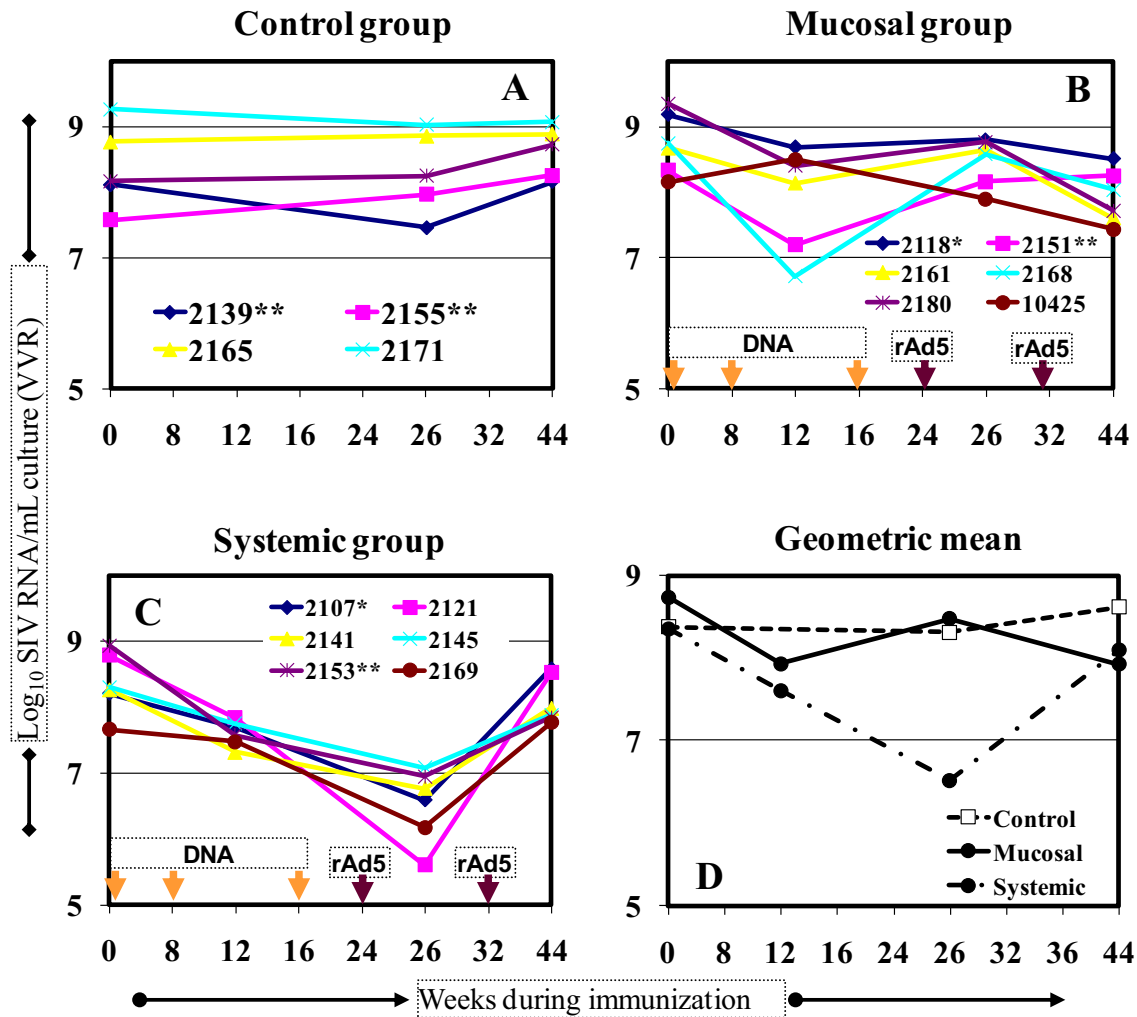 Control group
A
9
7
5
2139** 2155**
2165 2171
0 8 12 16 24 26 32 44
Mucosal group
B
9
7
5
2118* 2151**
2161 2168
2180 10425
DNA rAd5 rAd5
0 8 12 16 24 26 32 44
Log10 SIV RNA/mL culture (VVR)
Systemic group
C
9
7
5
2107* 2121
2141 2145
2153** 2169
DNA rAd5 rAd5
0 8 12 16 24 26 32 44
Geometric mean
9
7
5
Control
Mucosal
Systemic
D
0 8 12 16 24 26 32 36 44
Weeks during immunization